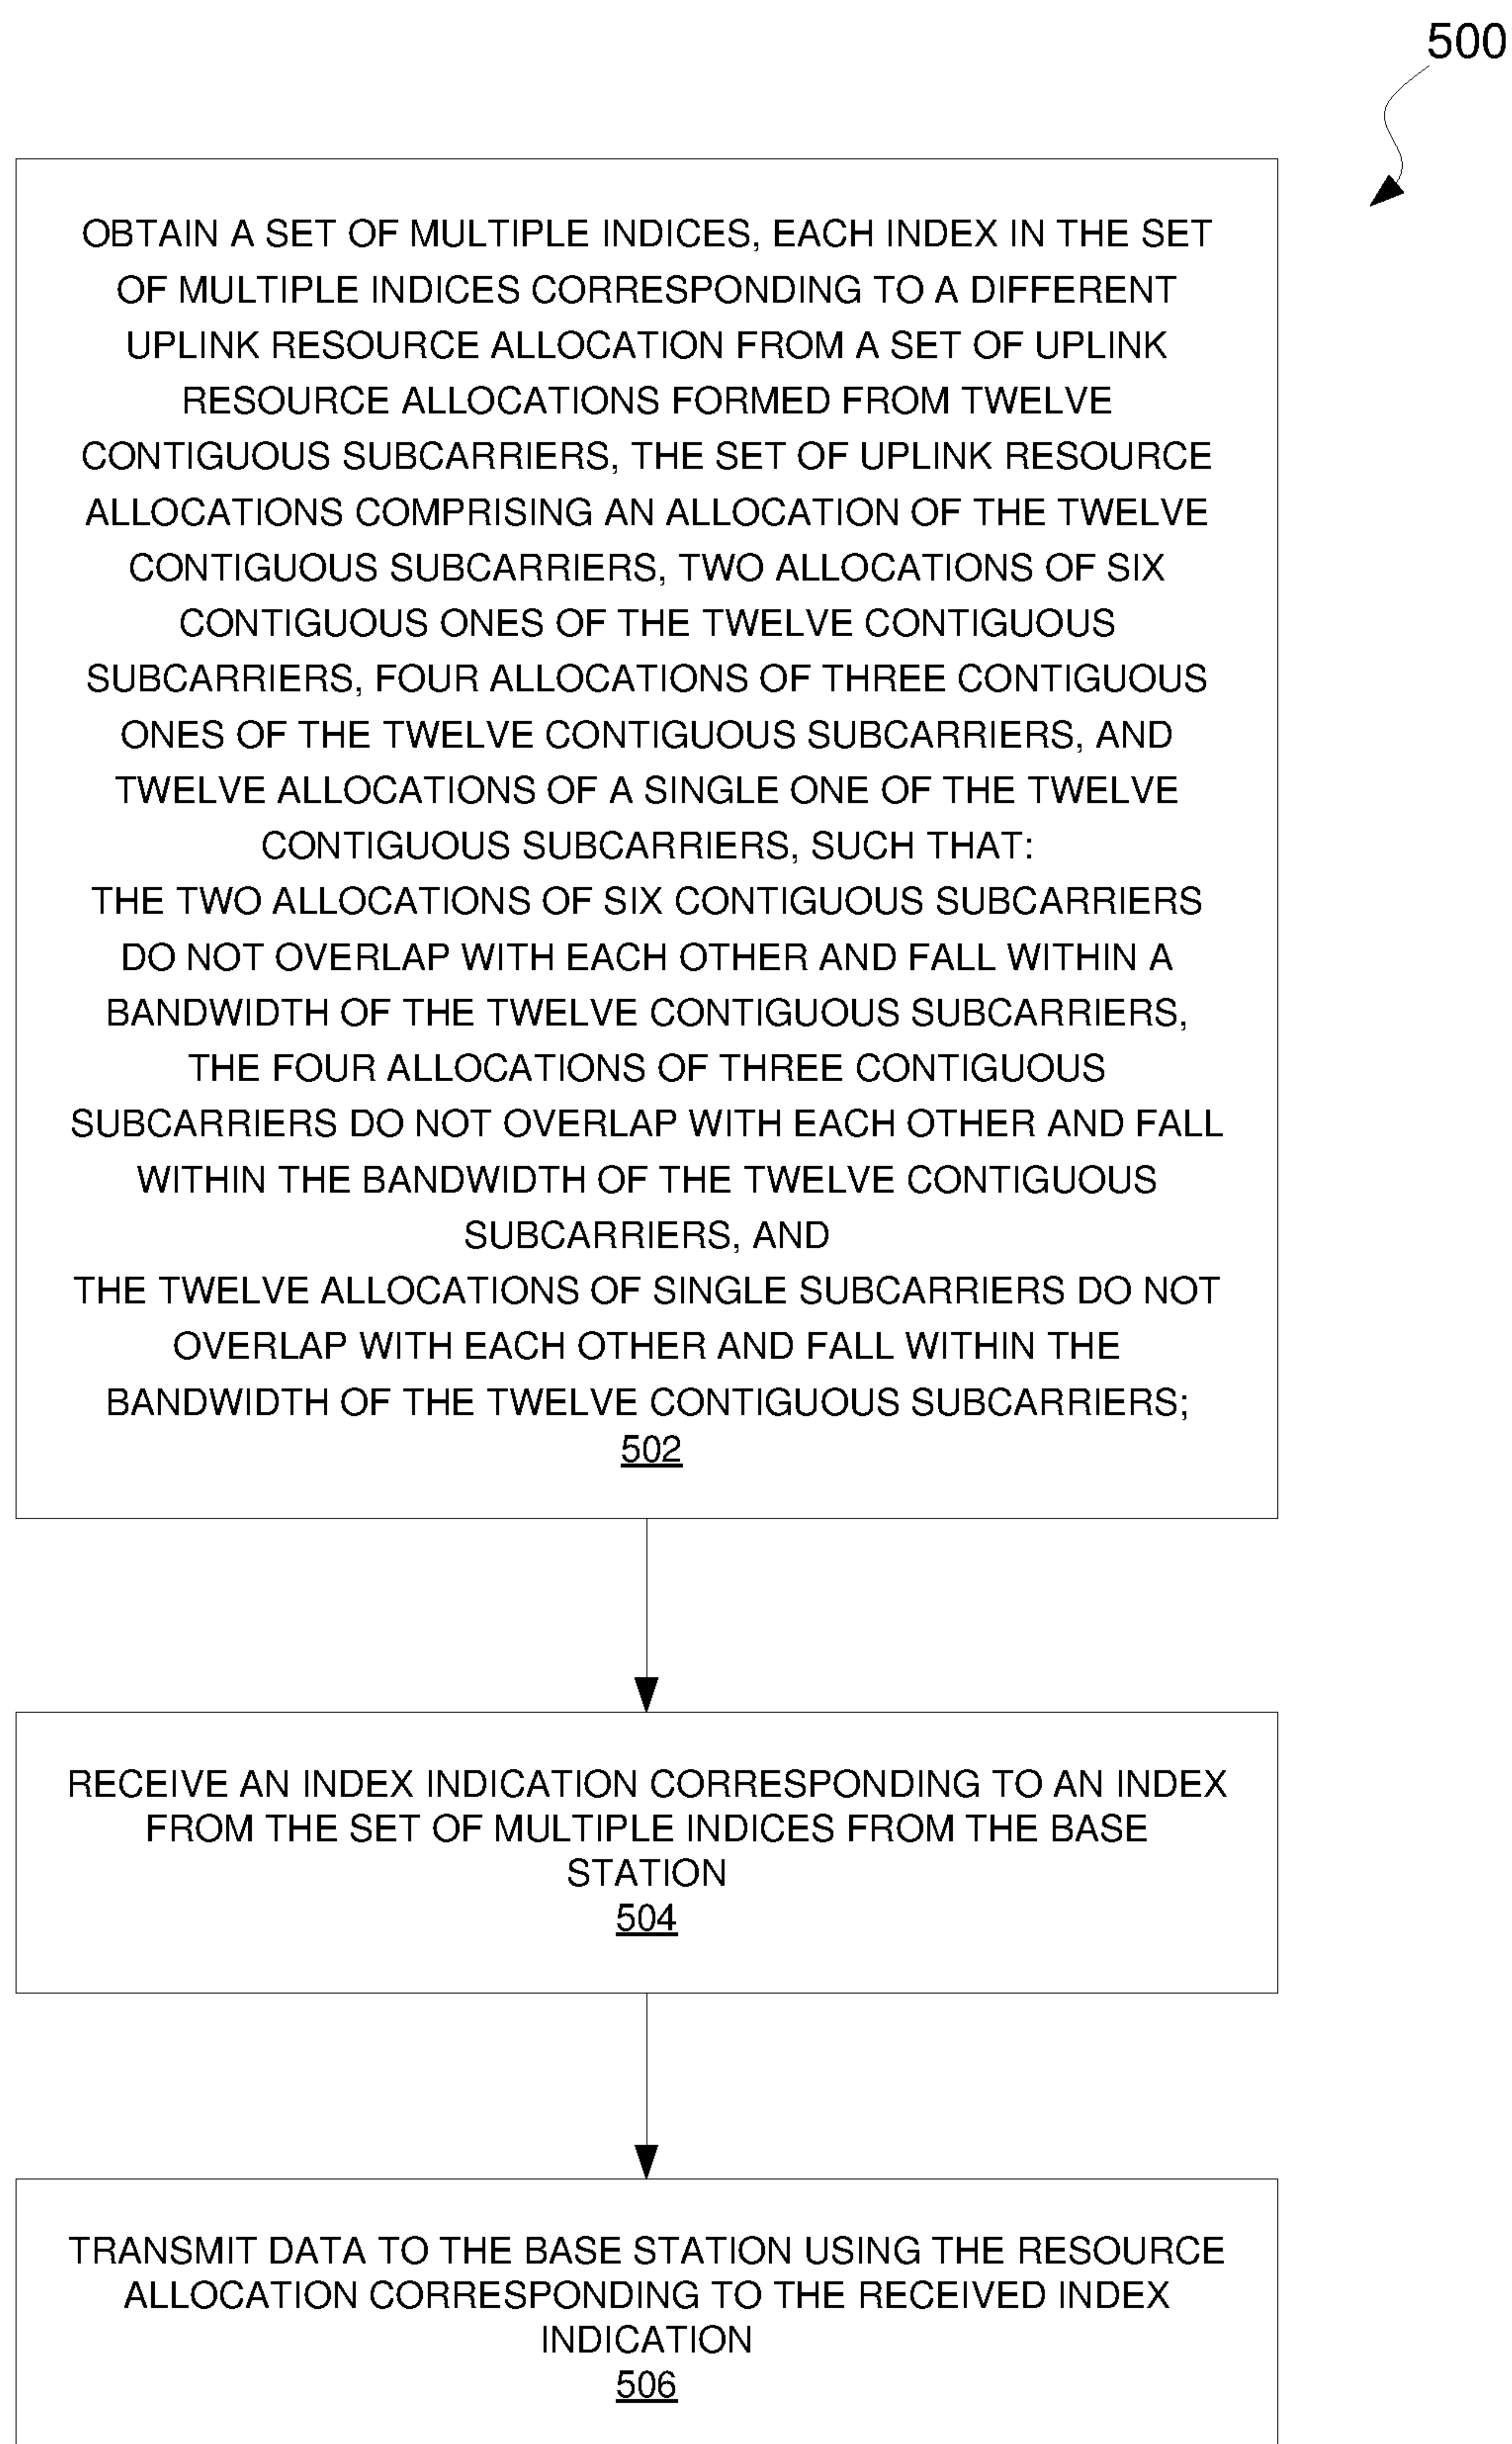 500
OBTAIN A SET OF MULTIPLE INDICES, EACH INDEX IN THE SET
OF MULTIPLE INDICES CORRESPONDING TO A DIFFERENT
UPLINK RESOURCE ALLOCATION FROM A SET OF UPLINK
RESOURCE ALLOCATIONS FORMED FROM TWELVE
CONTIGUOUS SUBCARRIERS, THE SET OF UPLINK RESOURCE
ALLOCATIONS COMPRISING AN ALLOCATION OF THE TWELVE
CONTIGUOUS SUBCARRIERS, TWO ALLOCATIONS OF SIX
CONTIGUOUS ONES OF THE TWELVE CONTIGUOUS
SUBCARRIERS, FOUR ALLOCATIONS OF THREE CONTIGUOUS
ONES OF THE TWELVE CONTIGUOUS SUBCARRIERS, AND
TWELVE ALLOCATIONS OF A SINGLE ONE OF THE TWELVE
CONTIGUOUS SUBCARRIERS, SUCH THAT:
THE TWO ALLOCATIONS OF SIX CONTIGUOUS SUBCARRIERS
DO NOT OVERLAP WITH EACH OTHER AND FALL WITHIN A
BANDWIDTH OF THE TWELVE CONTIGUOUS SUBCARRIERS,
THE FOUR ALLOCATIONS OF THREE CONTIGUOUS
SUBCARRIERS DO NOT OVERLAP WITH EACH OTHER AND FALL
WITHIN THE BANDWIDTH OF THE TWELVE CONTIGUOUS
SUBCARRIERS, AND
THE TWELVE ALLOCATIONS OF SINGLE SUBCARRIERS DO NOT
OVERLAP WITH EACH OTHER AND FALL WITHIN THE
BANDWIDTH OF THE TWELVE CONTIGUOUS SUBCARRIERS;
502
RECEIVE AN INDEX INDICATION CORRESPONDING TO AN INDEX
FROM THE SET OF MULTIPLE INDICES FROM THE BASE
STATION
504
TRANSMIT DATA TO THE BASE STATION USING THE RESOURCE
ALLOCATION CORRESPONDING TO THE RECEIVED INDEX
INDICATION
506